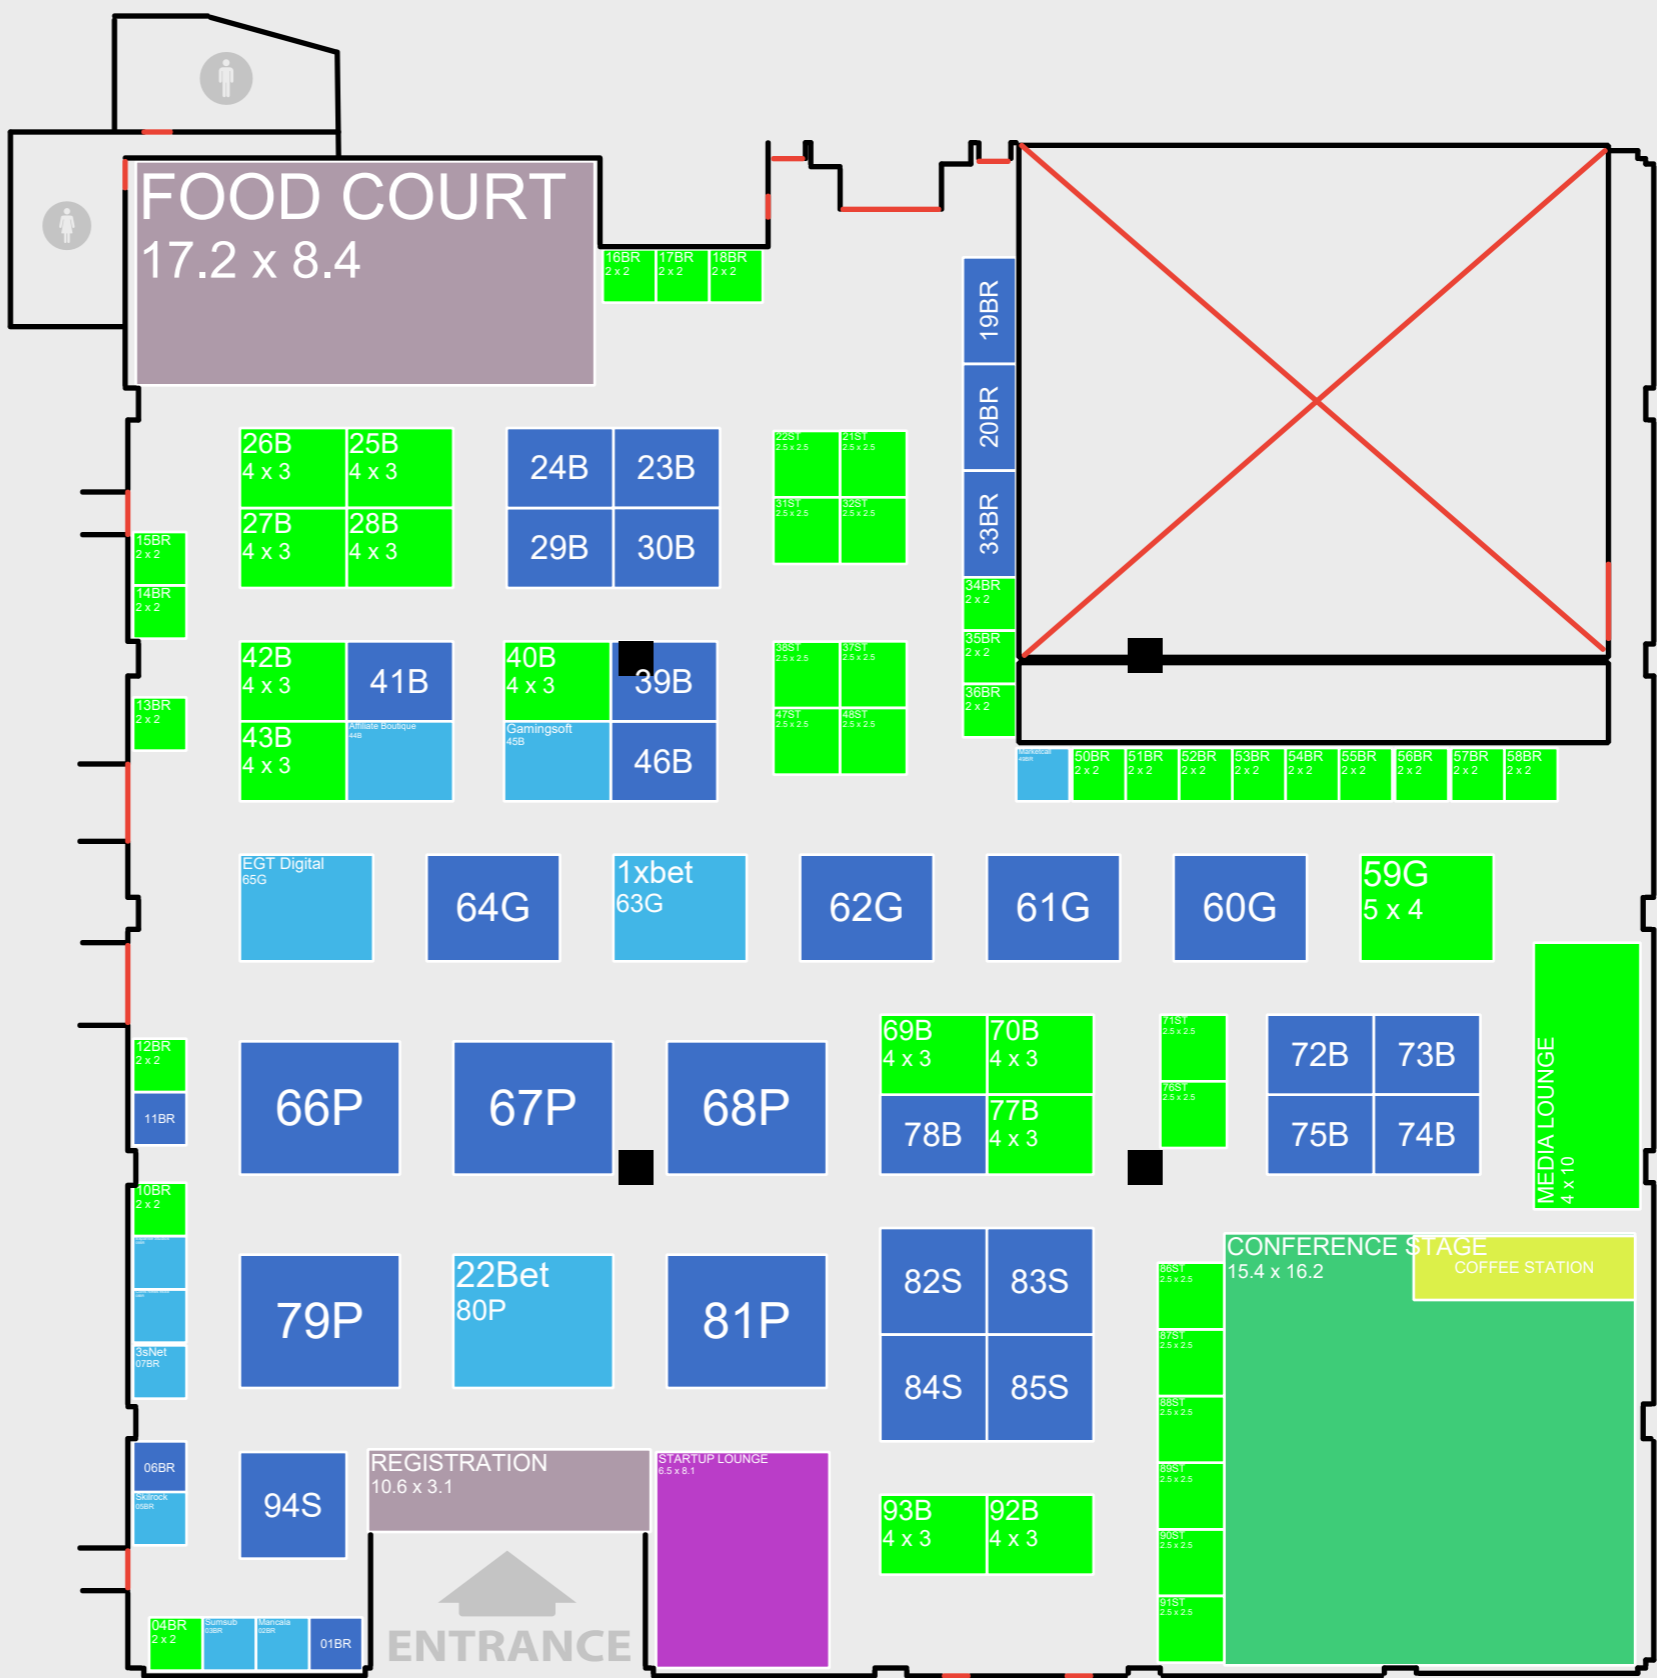 FOOD COURT
17.2 x 8.4
16BR
2 x 2
17BR
2 x 2
18BR
2 x 2
19BR
20BR
33BR
34BR
2 x 2
35BR
2 x 2
36BR
2 x 2
26B
4 x 3
25B
4 x 3
27B
4 x 3
28B
4 x 3
24B
23B
29B
30B
22ST
2.5 x 2.5
21ST
2.5 x 2.5
31ST
2.5 x 2.5
32ST
2.5 x 2.5
15BR
2 x 2
14BR
2 x 2
13BR
2 x 2
42B
4 x 3
41B
43B
4 x 3
Affiliate Boutique
44B
40B
4 x 3
39B
Gamingsoft
45B
46B
38ST
2.5 x 2.5
37ST
2.5 x 2.5
47ST
2.5 x 2.5
48ST
2.5 x 2.5
49BR
50BR
2 x 2
51BR
2 x 2
52BR
2 x 2
53BR
2 x 2
54BR
2 x 2
55BR
2 x 2
56BR
2 x 2
57BR
2 x 2
58BR
2 x 2
EGT Digital
65G
64G
1xbet
63G
62G
61G
60G
59G
5 x 4
MEDIA LOUNGE
4 x 10
12BR
2 x 2
11BR
66P
67P
68P
69B
4 x 3
70B
4 x 3
78B
77B
4 x 3
71ST
2.5 x 2.5
76ST
2.5 x 2.5
72B
73B
75B
74B
10BR
2 x 2
3sNet
07BR
79P
22Bet
80P
81P
82S
83S
84S
85S
CONFERENCE STAGE
15.4 x 16.2
COFFEE STATION
86ST
2.5 x 2.5
87ST
2.5 x 2.5
88ST
2.5 x 2.5
89ST
2.5 x 2.5
90ST
2.5 x 2.5
91ST
2.5 x 2.5
06BR
Skilrock
05BR
94S
REGISTRATION
10.6 x 3.1
STARTUP LOUNGE
6.5 x 8.1
93B
4 x 3
92B
4 x 3
04BR
2 x 2
Sumsub
03BR
Mancala
02BR
01BR
ENTRANCE